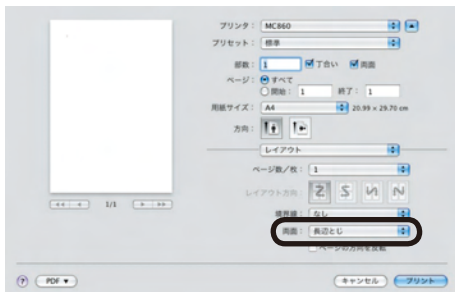 プリンタ： MC860
プリセット： 標準
部数： 1 丁合い 両面
ページ： すべて
開始： 1 終了： 1
用紙サイズ： A4 20.99 x 29.70 cm
方向：
レイアウト
ページ数/枚： 1
レイアウト方向：
境界線： なし
両面： 長辺とじ
ページの方向を反転
1/1
? PDF ▼ キャンセル プリント